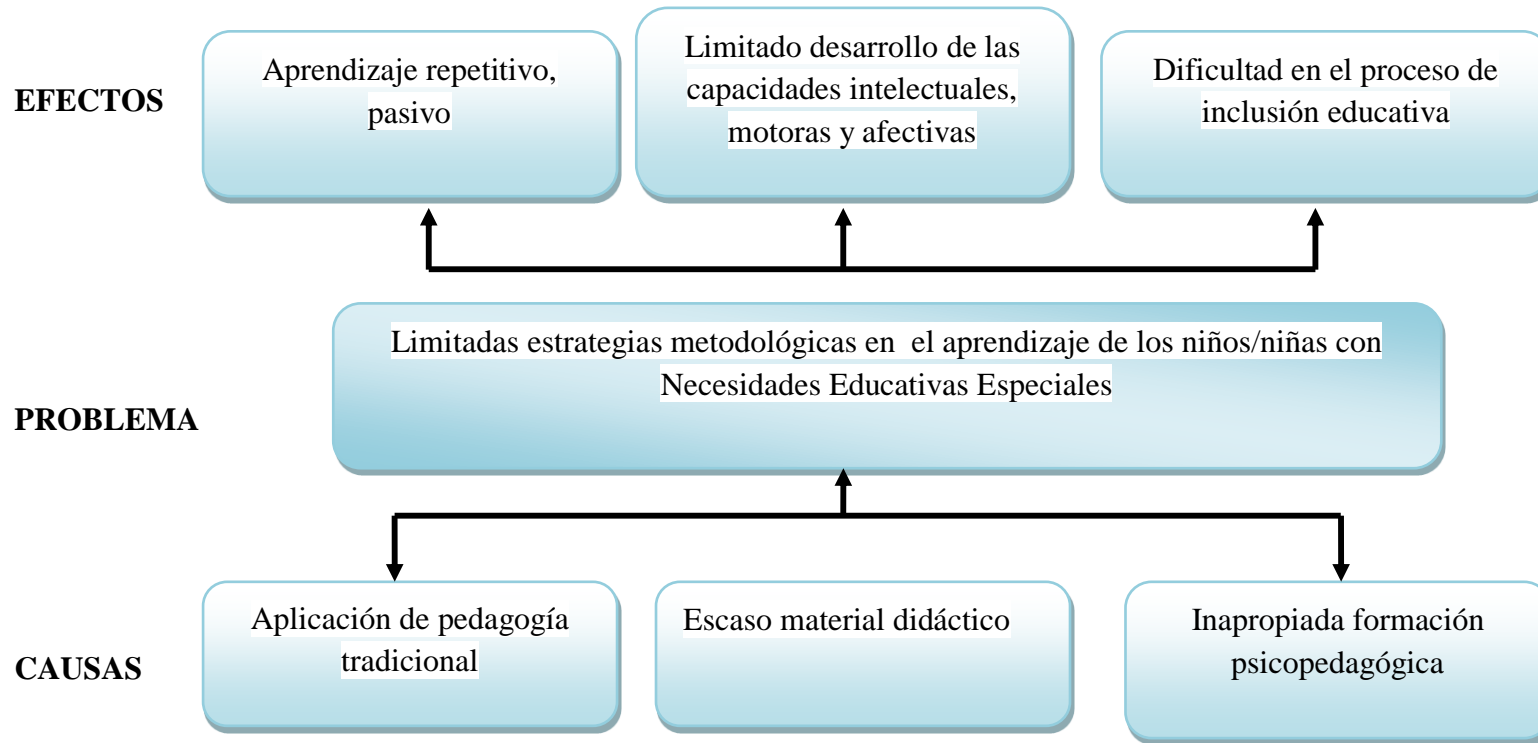 EFECTOS
Aprendizaje repetitivo,
pasivo
Limitado desarrollo de las
capacidades intelectuales,
motoras y afectivas
Dificultad en el proceso de
inclusión educativa
PROBLEMA
Limitadas estrategias metodológicas en  el aprendizaje de los niños/niñas con
Necesidades Educativas Especiales
CAUSAS
Aplicación de pedagogía
tradicional
Escaso material didáctico
Inapropiada formación
psicopedagógica